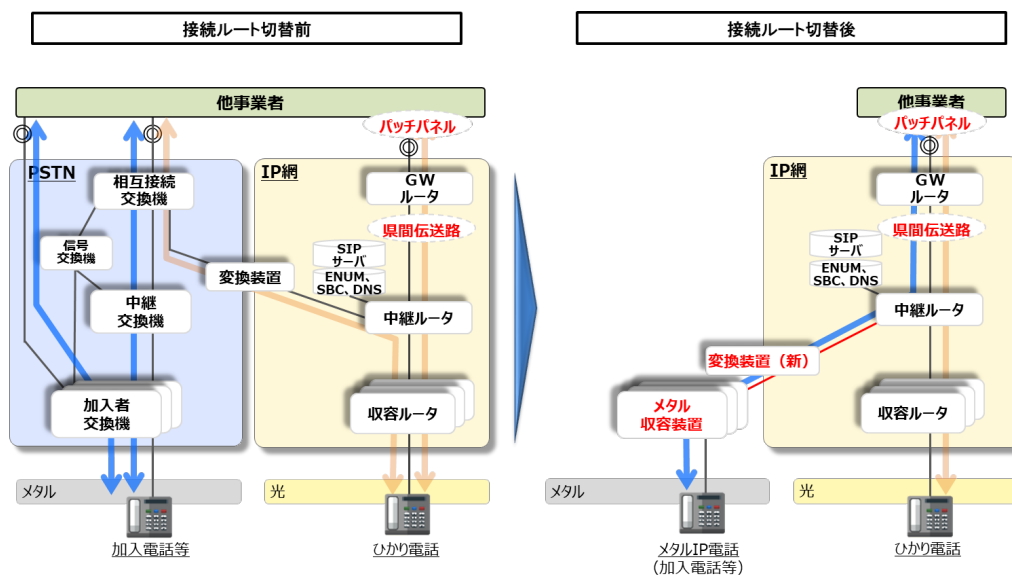 接続ルート切替前
他事業者
パッチパネル
PSTN
相互接続
交換機
信号
交換機
中継
交換機
加入者
交換機
変換装置
IP網
GW
ルータ
県間伝送路
SIP
サーバ
ENUM、
SBC、DNS
中継ルータ
収容ルータ
メタル
光
加入電話等
ひかり電話
接続ルート切替後
他事業者
パッチパネル
IP網
GW
ルータ
県間伝送路
SIP
サーバ
ENUM、
SBC、DNS
中継ルータ
変換装置（新）
メタル
収容装置
収容ルータ
メタル
光
メタルIP電話
(加入電話等)
ひかり電話